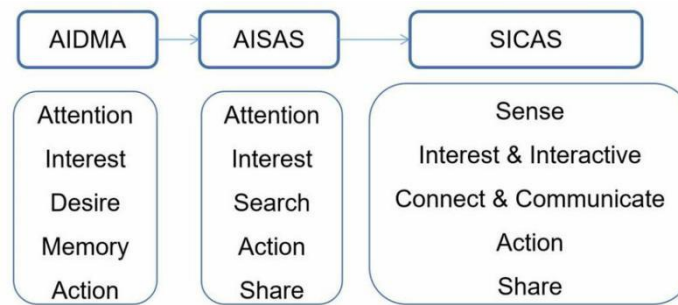 AIDMA
AISAS
SICAS
Attention
Interest
Desire
Memory
Action
Attention
Interest
Search
Action
Share
Sense
Interest & Interactive
Connect & Communicate
Action
Share